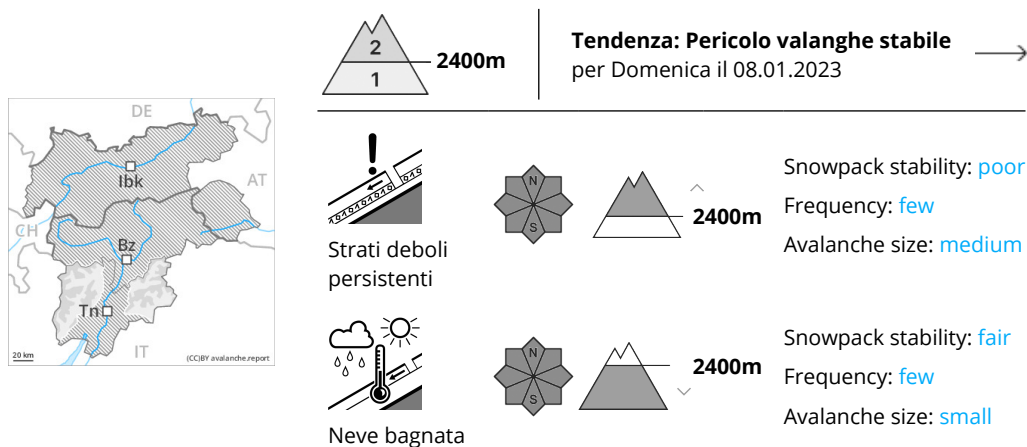 2
1
2400m
Tendenza: Pericolo valanghe stabile
per Domenica il 08.01.2023
DE
Ibk
AT
CH
Bz
Tn
IT
20 km
(CC)BY avalanche.report
Strati deboli
persistenti
N
S
2400m
Snowpack stability: poor
Frequency: few
Avalanche size: medium
Neve bagnata
N
S
2400m
Snowpack stability: fair
Frequency: few
Avalanche size: small